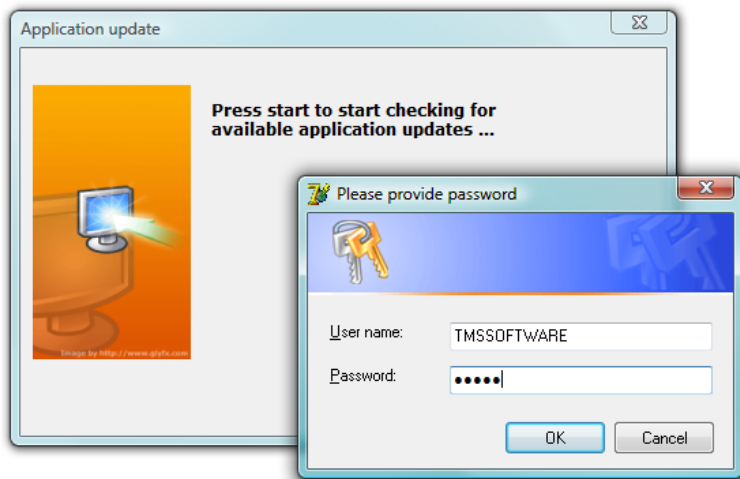 Application update
Press start to start checking for
available application updates ...
Image by http://www.glyfx.com
Please provide password
User name:
TMSSOFTWARE
Password:
•••••
OK
Cancel